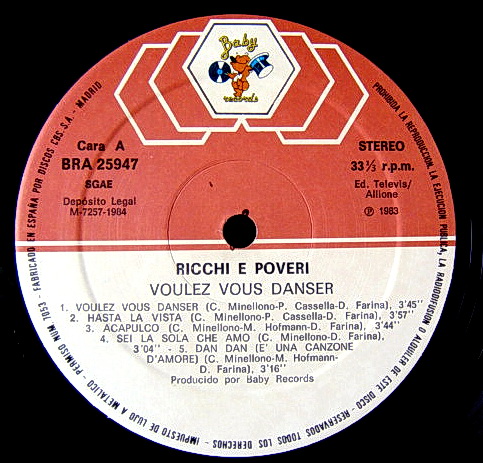 Baby
records
Cara A
BRA 25947
SGAE
Depósito Legal
M-7257-1984
STEREO
33 1/3 r.p.m.
Ed. Televis/
Allione
℗ 1983
RICCHI E POVERI
VOULEZ VOUS DANSER
1. VOULEZ VOUS DANSER (C. Minellono-P. Cassella-D. Farina), 3'45"
2. HASTA LA VISTA (C. Minellono-P. Cassella-D. Farina), 3'57"
3. ACAPULCO (C. Minellono-M. Hofmann-D. Farina), 3'44"
4. SEI LA SOLA CHE AMO (C. Minellono-D. Farina),
3'04" - 5. DAN DAN (E' UNA CANZONE
D'AMORE) (C. Minellono-M. Hofmann-
D. Farina), 3'16"
Producido por Baby Records
PROHIBIDA LA REPRODUCCION, LA EJECUCION PUBLICA, LA RADIODIFUSION O ALQUILER DE ESTE DISCO - RESERVADOS TODOS LOS DERECHOS - IMPUESTO DE LUJO A METALICO - PERMISO NUM. 7053 - FABRICADO EN ESPAÑA POR DISCOS CBS S.A. - MADRID